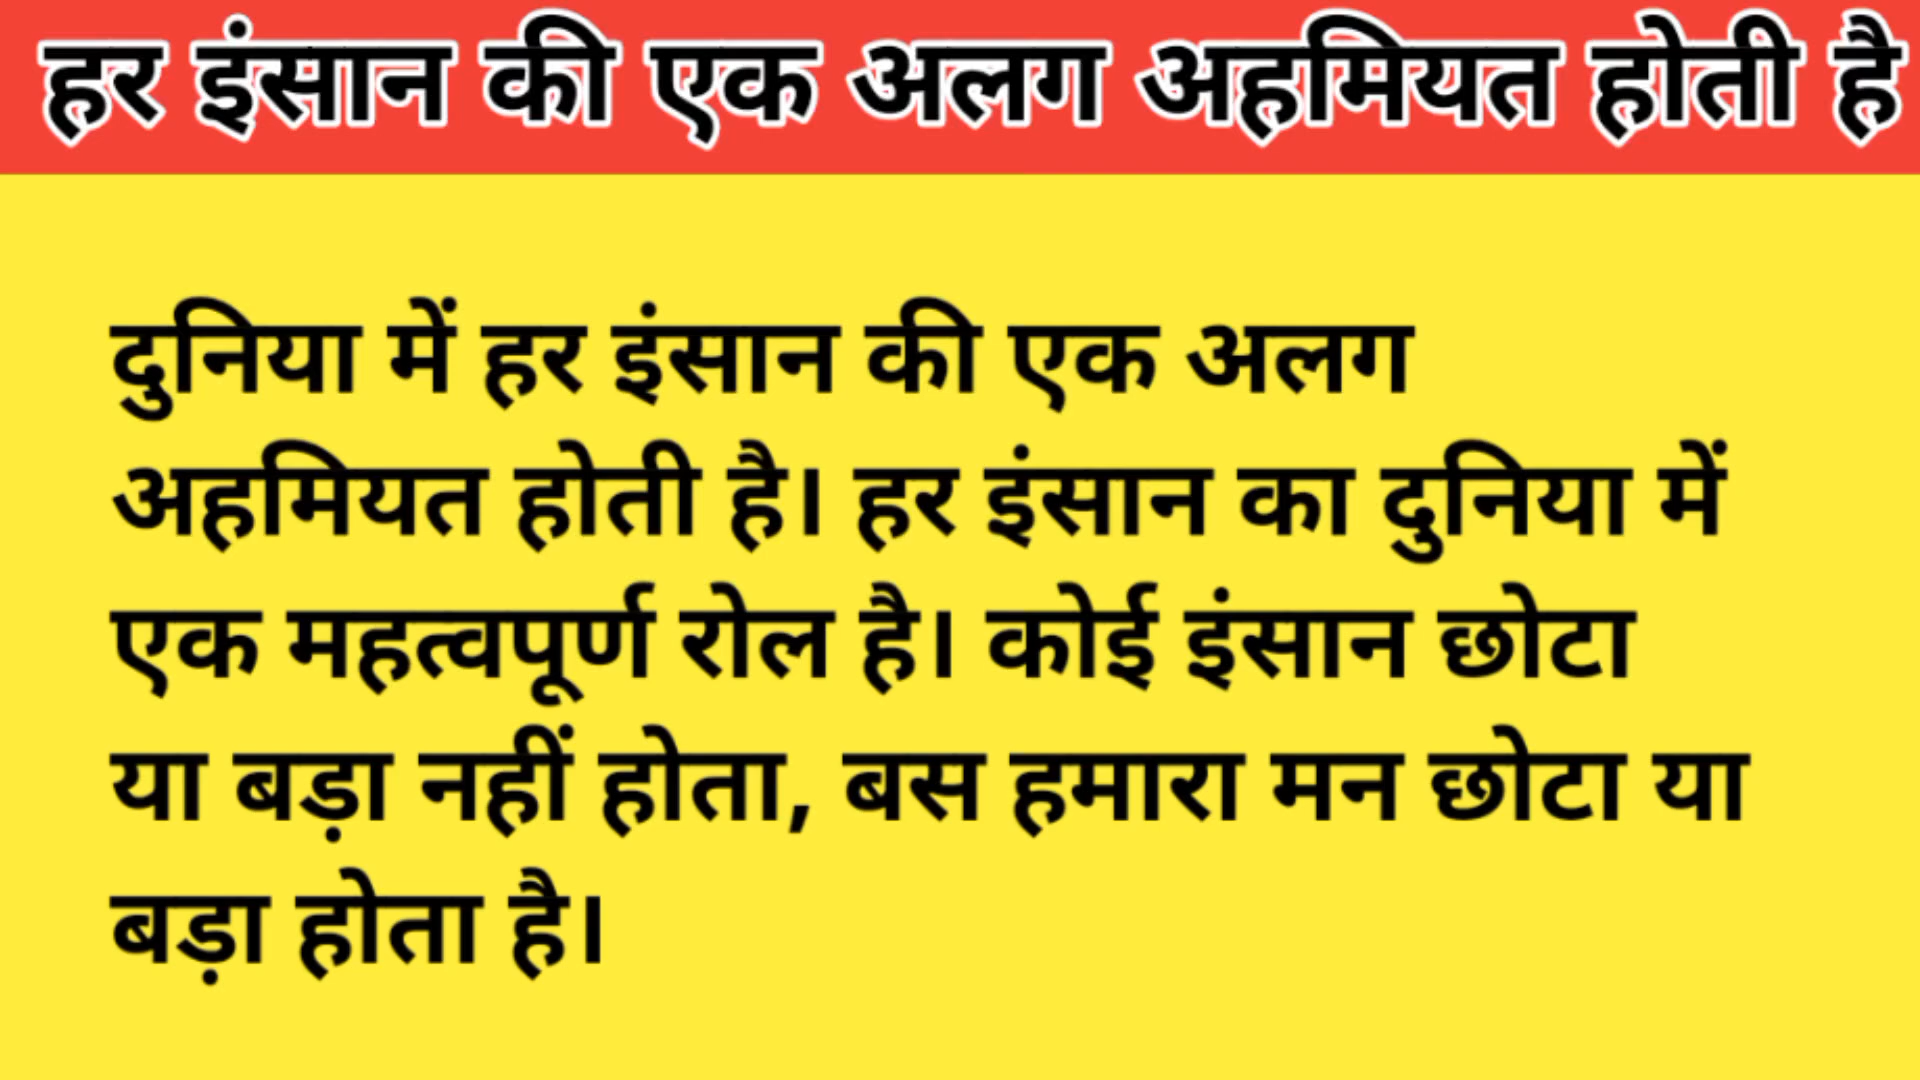 हर इंसान की एक अलग अहमियत होती है
दुनिया में हर इंसान की एक अलग
अहमियत होती है। हर इंसान का दुनिया में
एक महत्वपूर्ण रोल है। कोई इंसान छोटा
या बड़ा नहीं होता, बस हमारा मन छोटा या
बड़ा होता है।